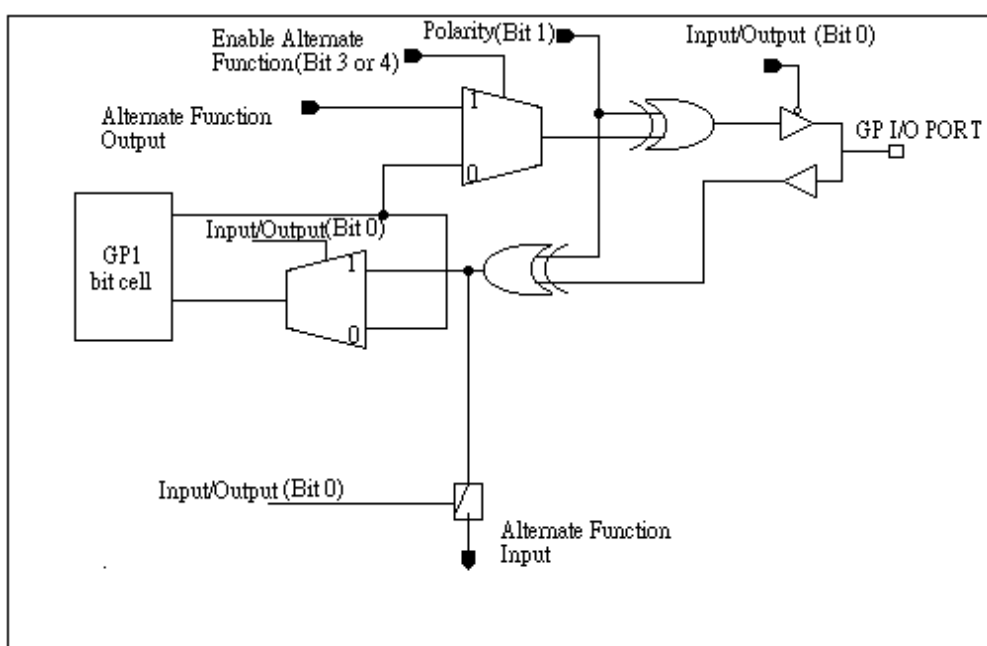 Polarity(Bit 1)
Input/Output (Bit 0)
Enable Alternate
Function(Bit 3 or 4)
1
Alternate Function
Output
GP I/O PORT
0
Input/Output(Bit 0)
GP1
bit cell
1
0
Input/Output (Bit 0)
Alternate Function
Input